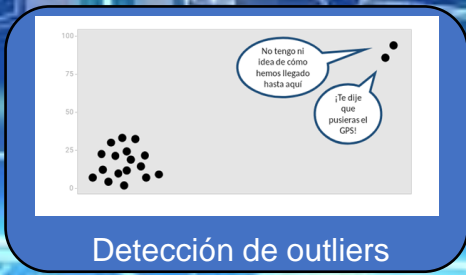 100
75
50
25
0
No tengo ni
idea de cómo
hemos llegado
hasta aquí
¡Te dije
que
pusieras el
GPS!
Detección de outliers